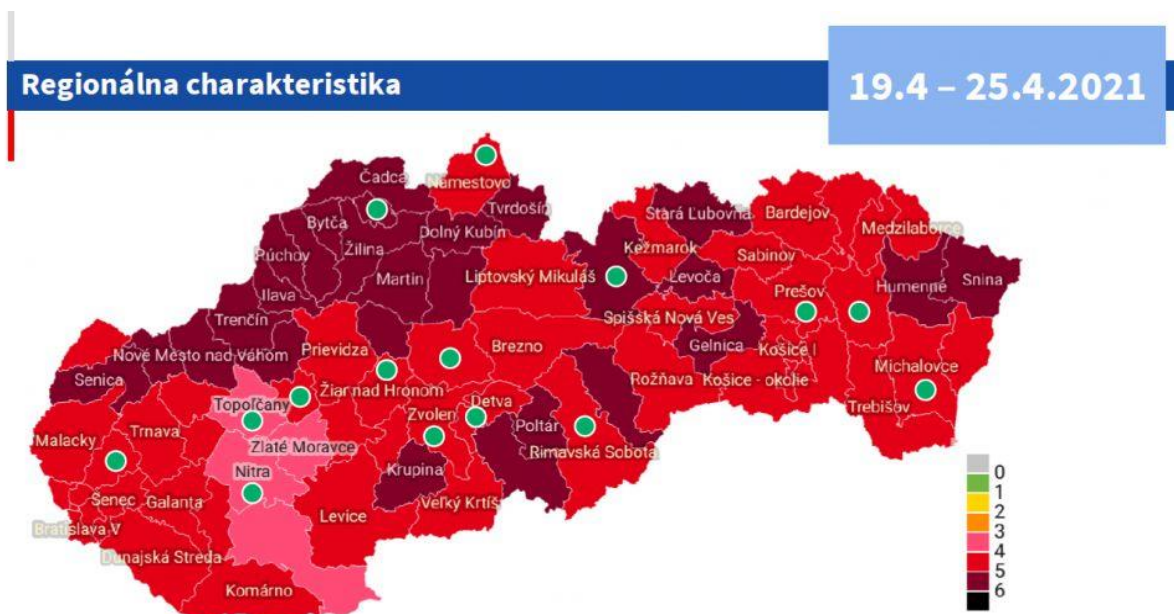 Regionálna charakteristika
19.4 – 25.4.2021
Čadca
Námestovo
Tvrdošín
Bytča
Dolný Kubín
Stará Ľubovňa
Bardejov
Medzilaborce
Žilina
Púchov
Kežmarok
Sabinov
Martin
Liptovský Mikuláš
Levoča
Humenné
Snina
Ilava
Prešov
Trenčín
Spišská Nová Ves
Nové Mesto nad Váhom
Prievidza
Brezno
Gelnica
Košice I
Senica
Michalovce
Žiar nad Hronom
Rožňava
Košice - okolie
Topoľčany
Detva
Trebišov
Zvolen
Malacky
Trnava
Poltár
Zlaté Moravce
Rimavská Sobota
Nitra
Krupina
Senec
Galanta
Veľký Krtíš
Levice
Bratislava V
Dunajská Streda
Komárno
0
1
2
3
4
5
6